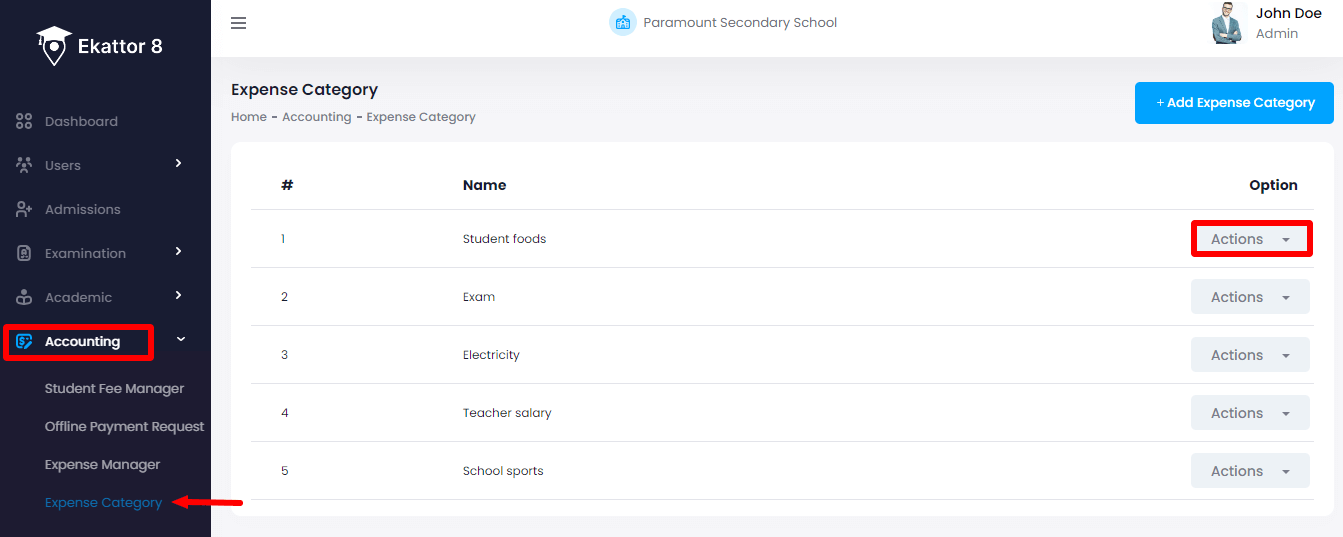 Ekattor 8
Paramount Secondary School
John Doe
Admin
Dashboard
Users
Admissions
Examination
Academic
Accounting
Student Fee Manager
Offline Payment Request
Expense Manager
Expense Category
Expense Category
Home - Accounting - Expense Category
+ Add Expense Category
# Name Option
1 Student foods Actions
2 Exam Actions
3 Electricity Actions
4 Teacher salary Actions
5 School sports Actions